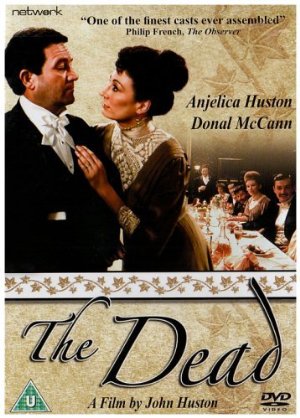 network
"One of the finest casts ever assembled"
Philip French, The Observer
Anjelica Huston
Donal McCann
The Dead
A Film by John Huston
U
DVD
VIDEO